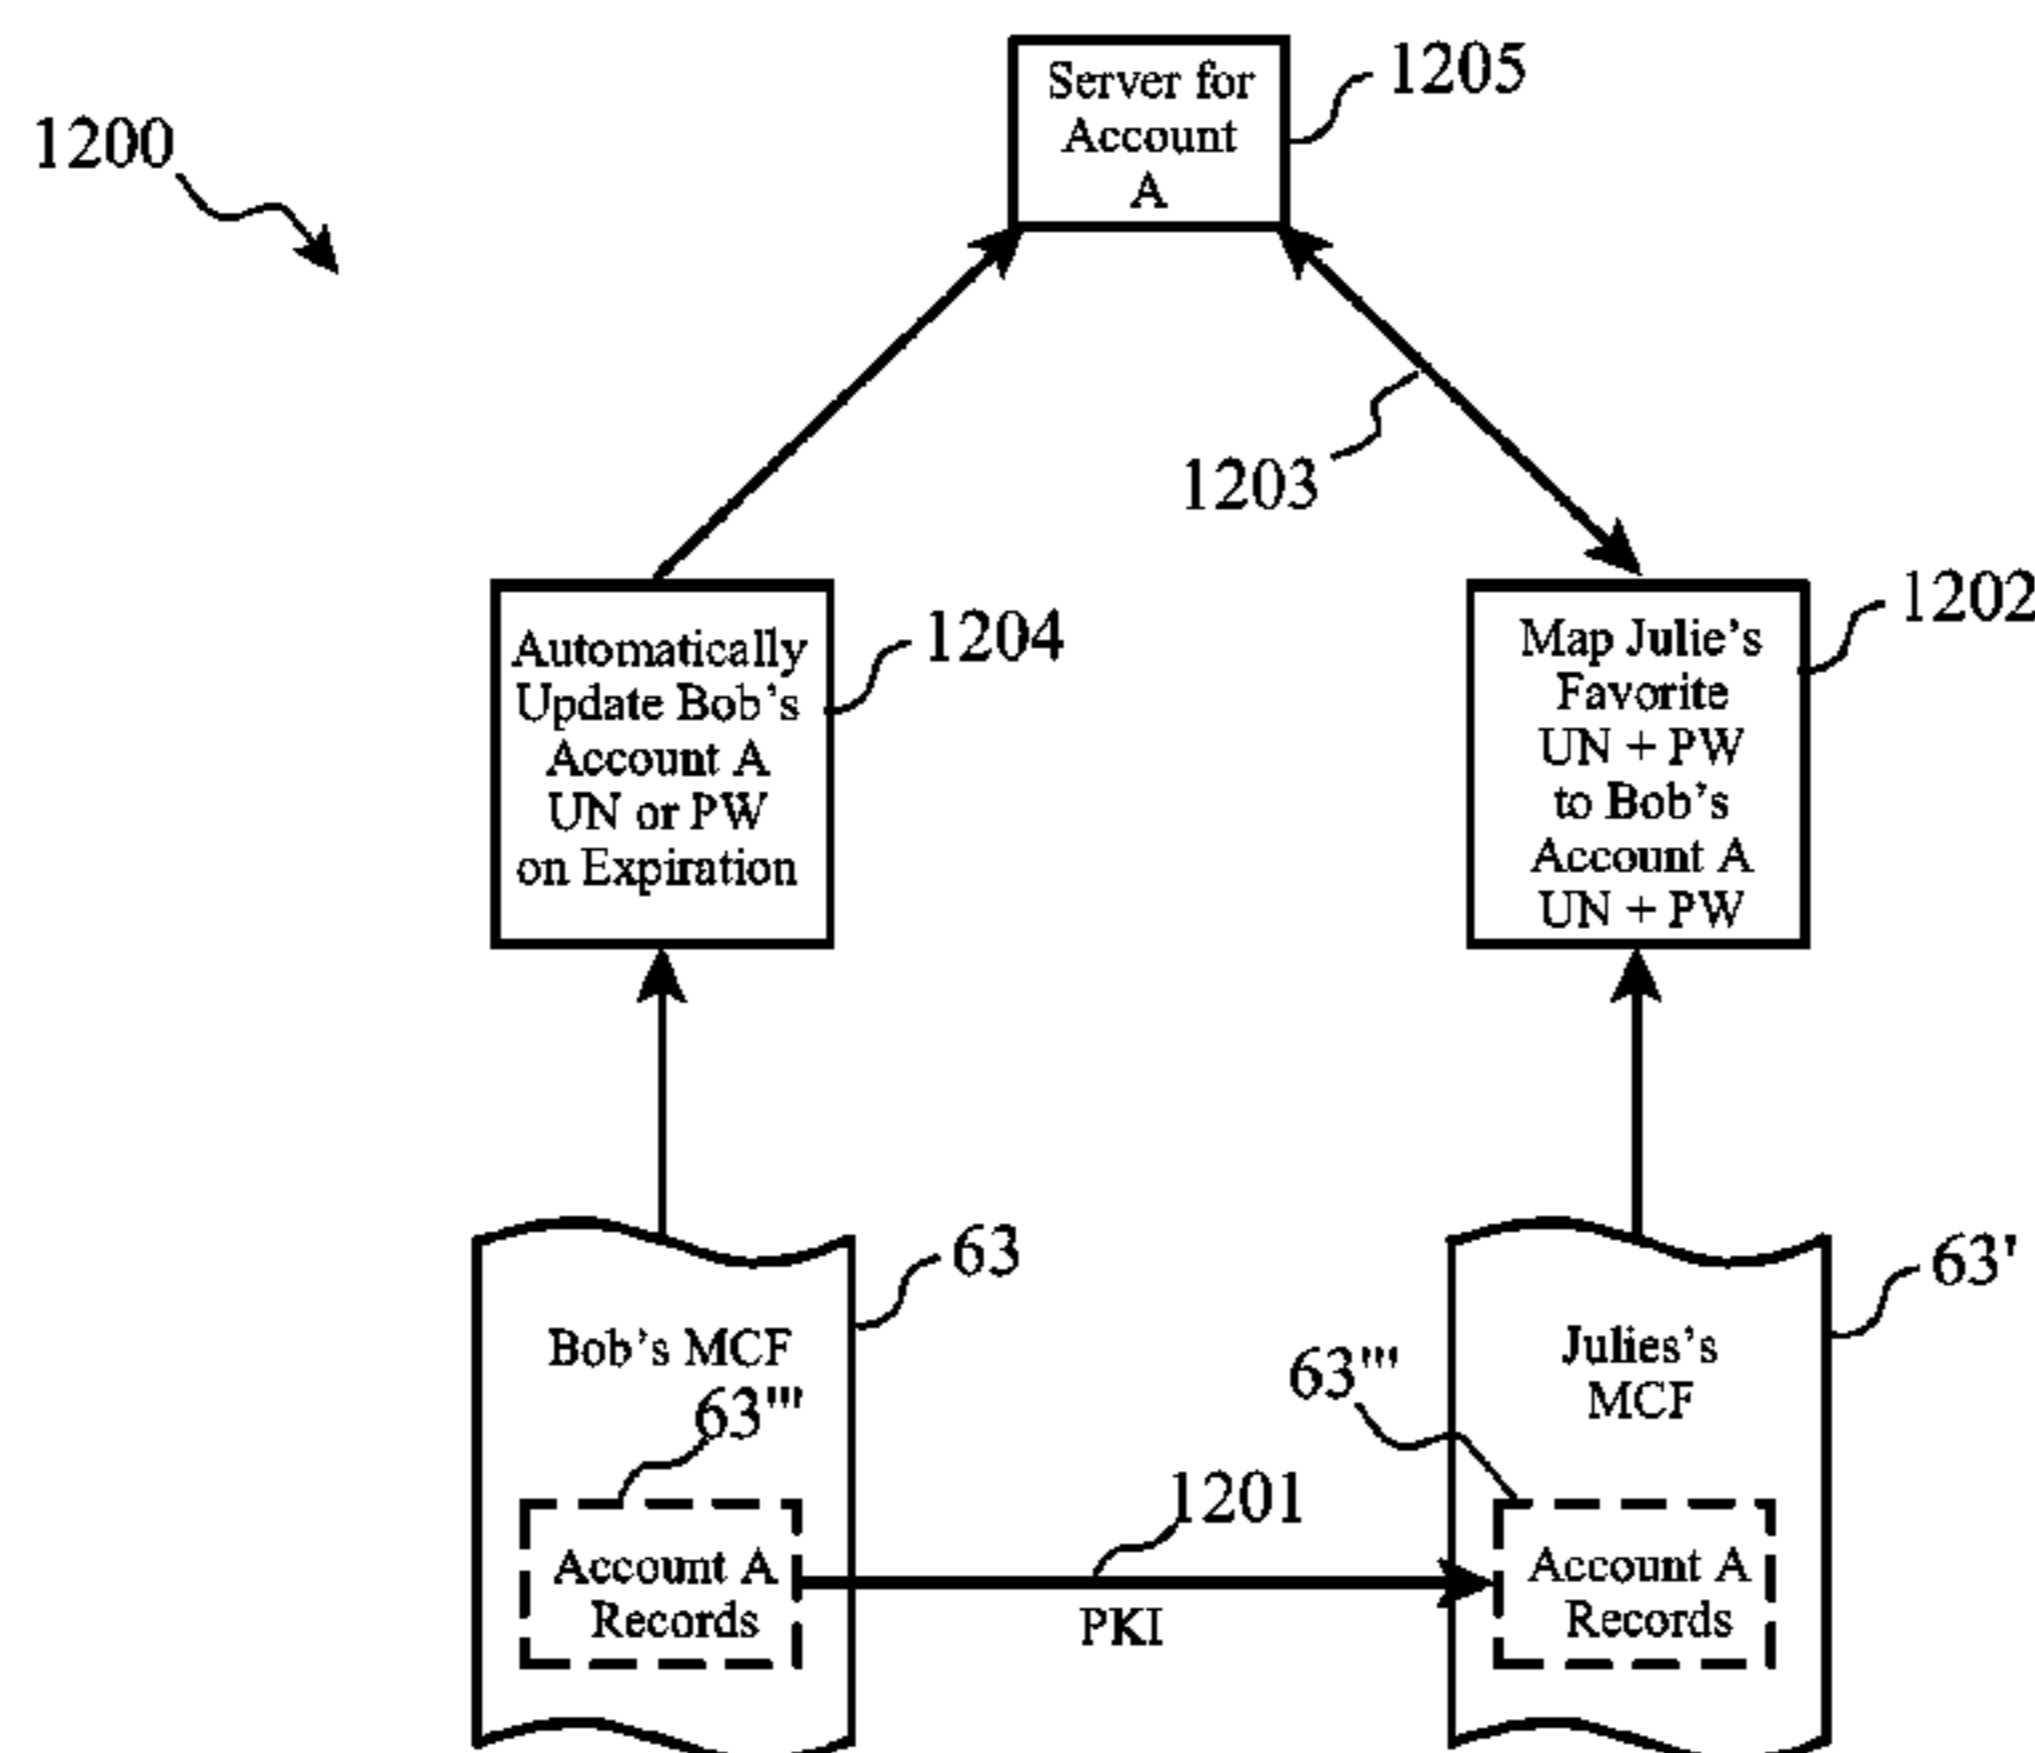 1200
Server for
Account
A
1205
1203
Automatically
Update Bob's
Account A
UN or PW
on Expiration
1204
Map Julie's
Favorite
UN + PW
to Bob's
Account A
UN + PW
1202
Bob's MCF
63
63'''
Account A
Records
1201
PKI
Julies's
MCF
63'
63'''
Account A
Records